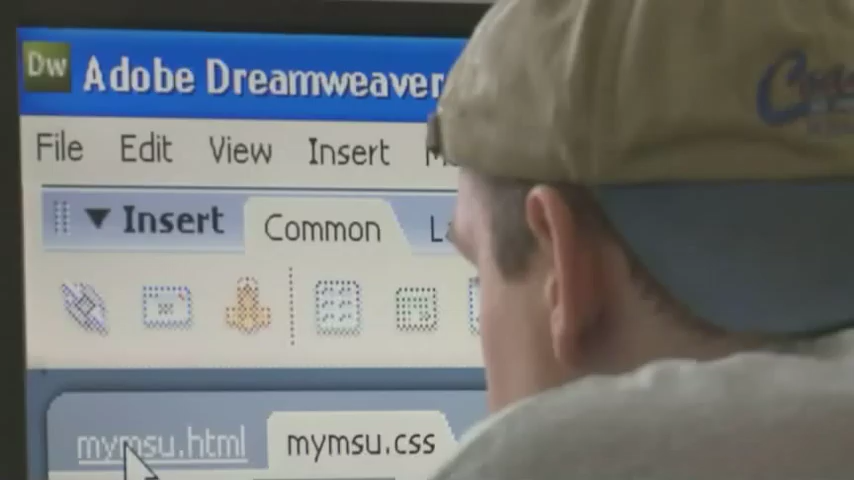 Dw Adobe Dreamweaver
File Edit View Insert
Insert Common
mymsu.html mymsu.css